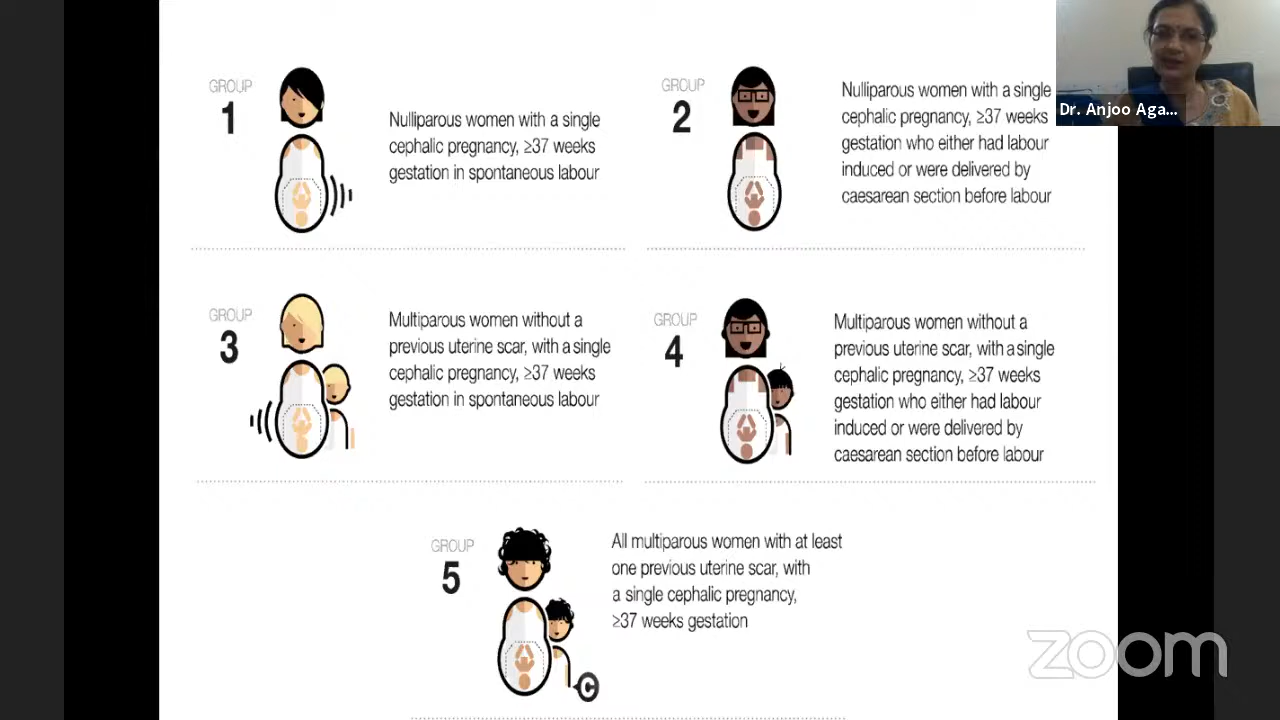 GROUP
1
Nulliparous women with a single
cephalic pregnancy, ≥37 weeks
gestation in spontaneous labour
GROUP
2
Nulliparous women with a single
cephalic pregnancy, ≥37 weeks
gestation who either had labour
induced or were delivered by
caesarean section before labour
Dr. Anjoo Aga...
GROUP
3
Multiparous women without a
previous uterine scar, with a single
cephalic pregnancy, ≥37 weeks
gestation in spontaneous labour
GROUP
4
Multiparous women without a
previous uterine scar, with a single
cephalic pregnancy, ≥37 weeks
gestation who either had labour
induced or were delivered by
caesarean section before labour
GROUP
5
All multiparous women with at least
one previous uterine scar, with
a single cephalic pregnancy,
≥37 weeks gestation
C
zoom